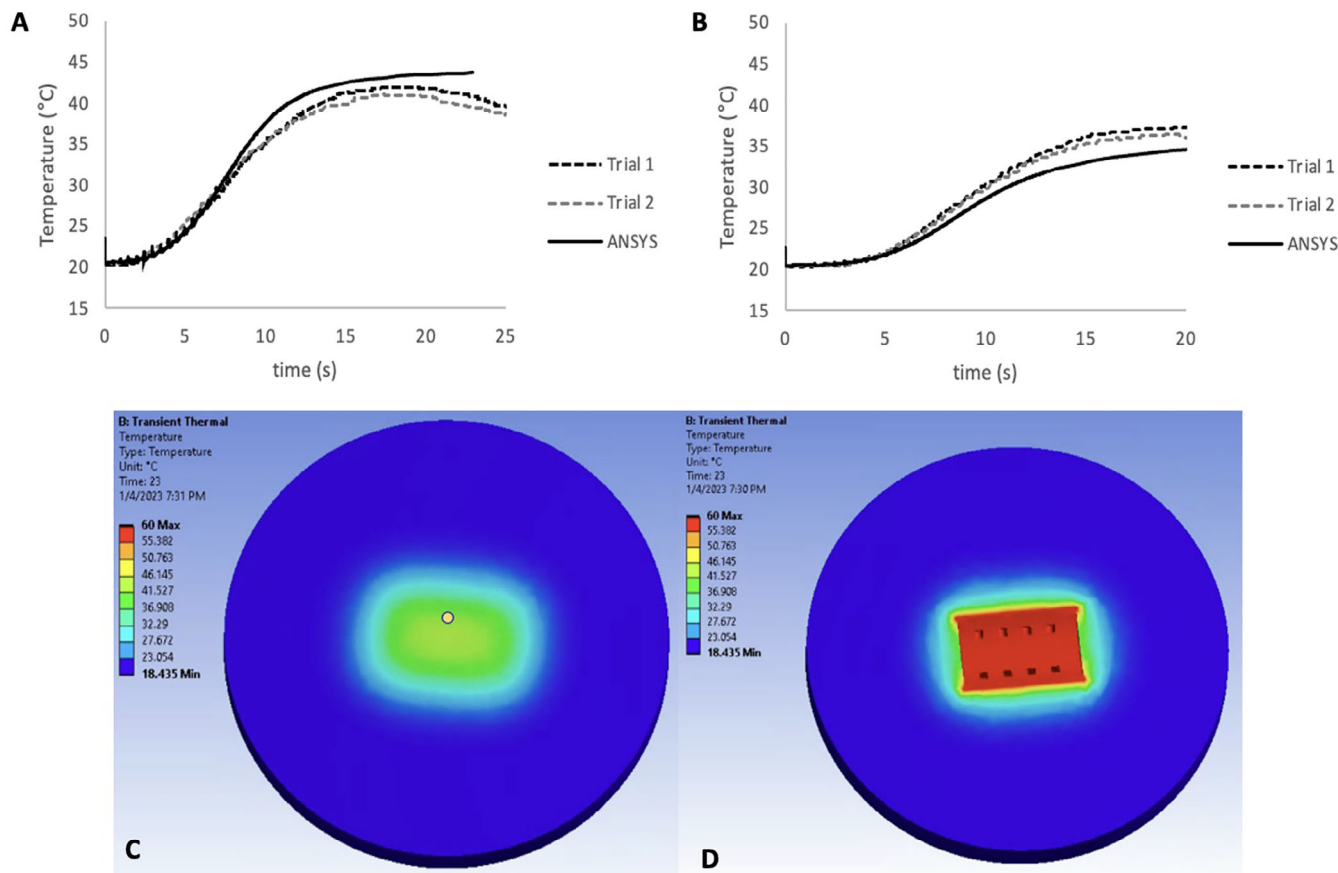 A
50
45
40
35
30
25
20
15
Temperature (°C)
0 5 10 15 20 25
time (s)
Trial 1
Trial 2
ANSYS
B
50
45
40
35
30
25
20
15
Temperature (°C)
0 5 10 15 20
time (s)
Trial 1
Trial 2
ANSYS
B: Transient Thermal
Temperature
Type: Temperature
Unit: °C
Time: 23
1/4/2023 7:31 PM
60 Max
55.382
50.763
46.145
41.527
36.908
32.29
27.672
23.054
18.435 Min
C
B: Transient Thermal
Temperature
Type: Temperature
Unit: °C
Time: 23
1/4/2023 7:30 PM
60 Max
55.382
50.763
46.145
41.527
36.908
32.29
27.672
23.054
18.435 Min
D